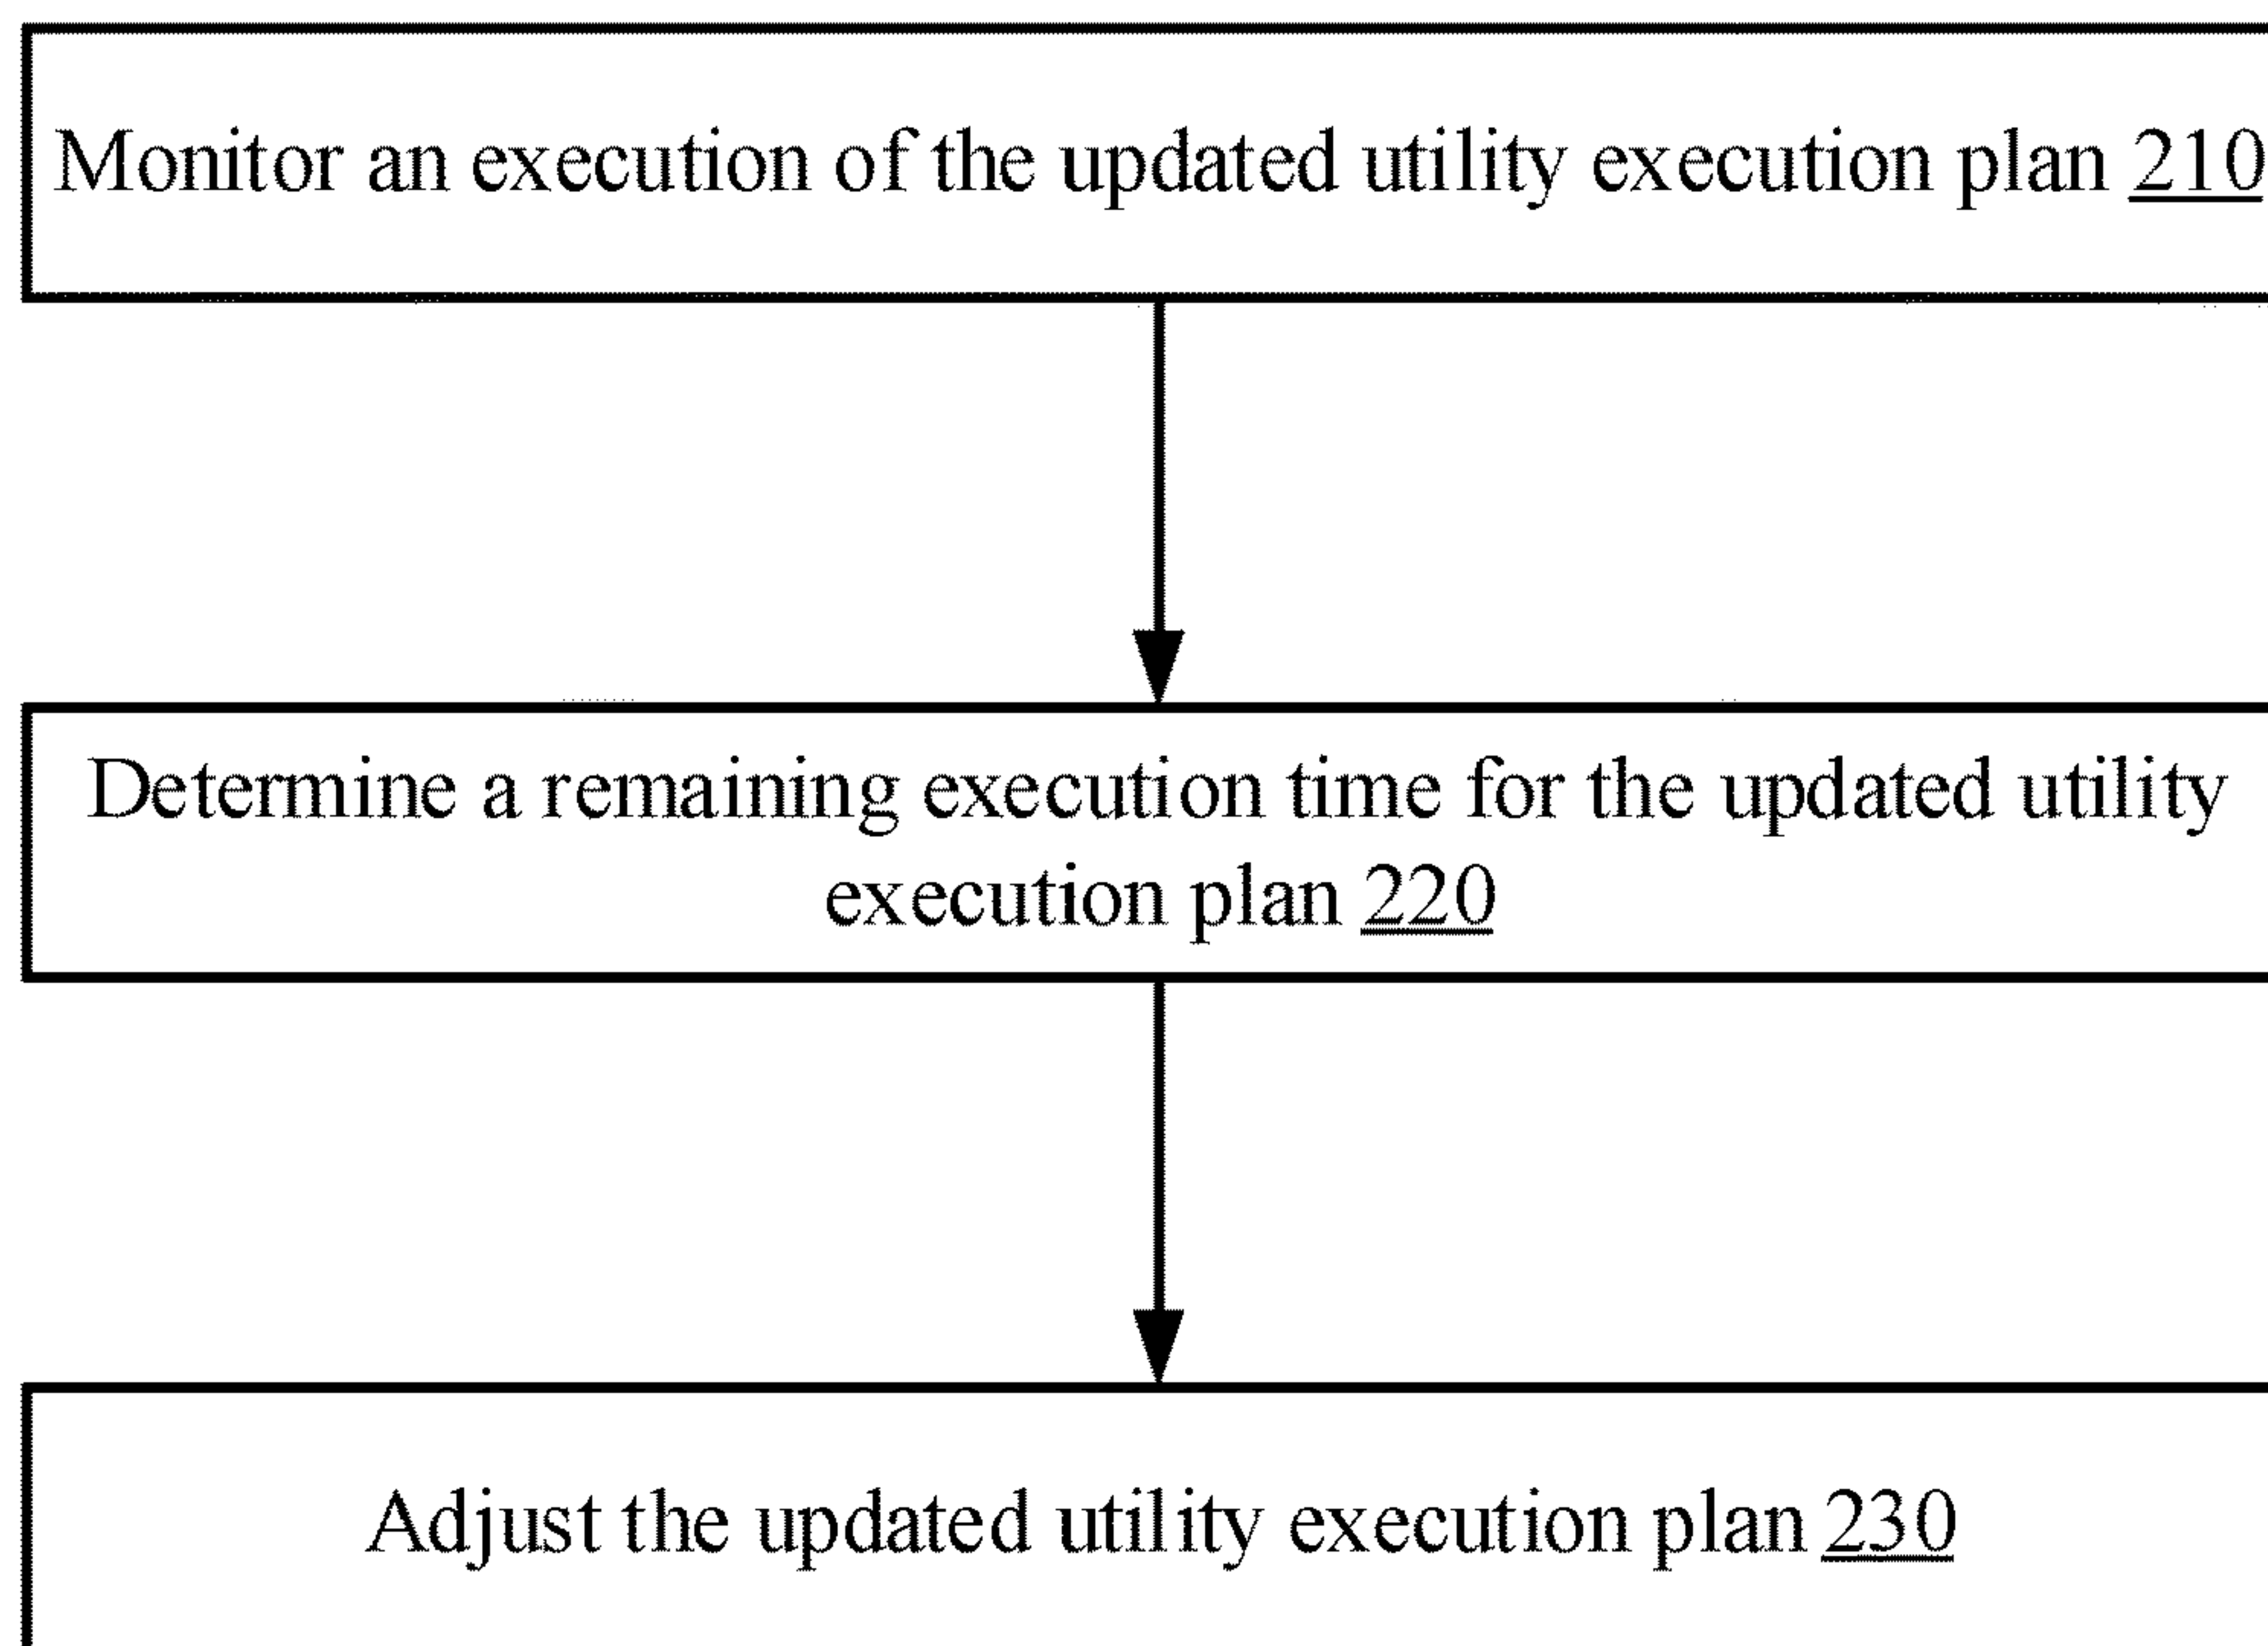 Monitor an execution of the updated utility execution plan 210
Determine a remaining execution time for the updated utility
execution plan 220
Adjust the updated utility execution plan 230